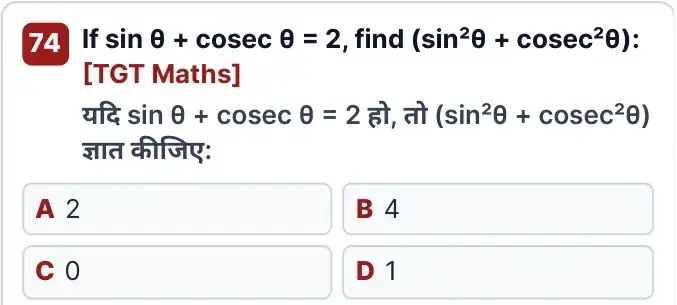 74 If sin θ + cosec θ = 2, find (sin²θ + cosec²θ):
[TGT Maths]
यदि sin θ + cosec θ = 2 हो, तो (sin²θ + cosec²θ)
ज्ञात कीजिए:
A 2
B 4
C 0
D 1